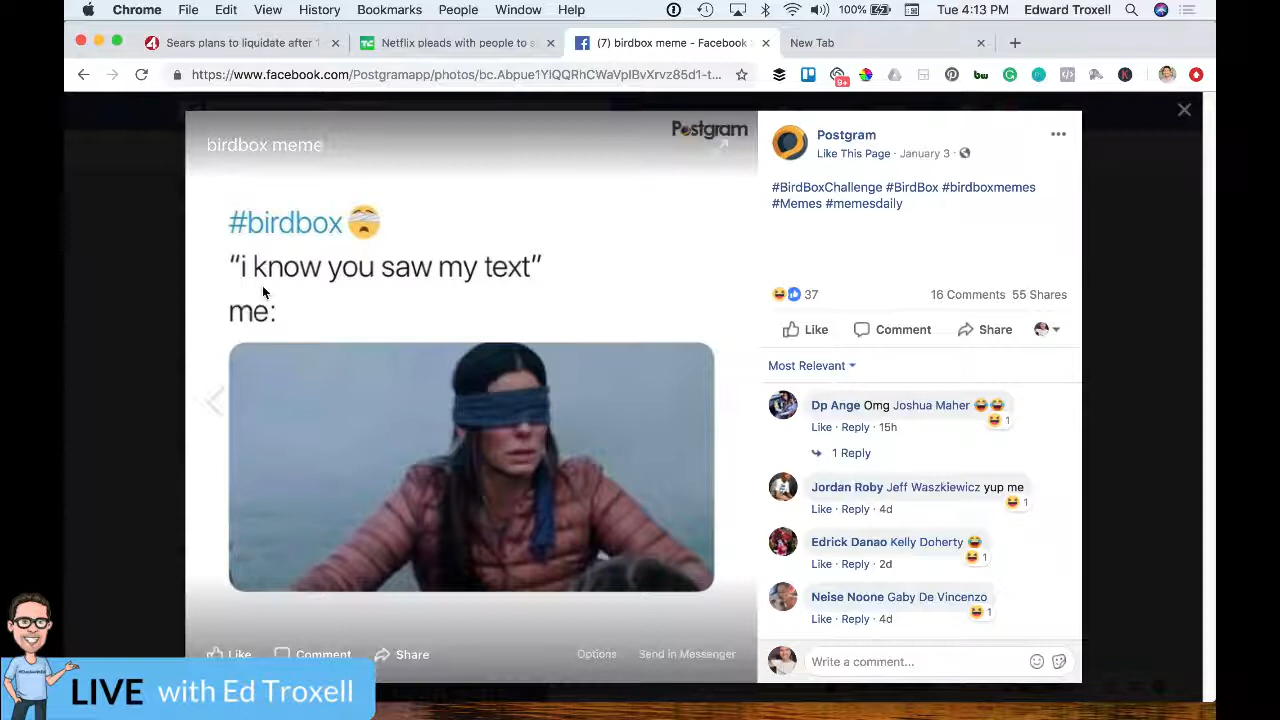 Chrome File Edit View History Bookmarks People Window Help 100% Tue 4:13 PM Edward Troxell
Sears plans to liquidate after 1
Netflix pleads with people to s
(7) birdbox meme - Facebook
New Tab
https://www.facebook.com/Postgramapp/photos/bc.Abpue1YlQQRhCWaVplBvXrvz85d1-t...
9+
birdbox meme
Postgram
#birdbox
“i know you saw my text”
me:
Like Comment Share Options Send in Messenger
Postgram
Like This Page · January 3 ·
#BirdBoxChallenge #BirdBox #birdboxmemes
#Memes #memesdaily
37 16 Comments 55 Shares
Like Comment Share
Most Relevant
Dp Ange Omg Joshua Maher
1
Like · Reply · 15h
1 Reply
Jordan Roby Jeff Waszkiewicz yup me
1
Like · Reply · 4d
Edrick Danao Kelly Doherty
1
Like · Reply · 2d
Neise Noone Gaby De Vincenzo
1
Like · Reply · 4d
Write a comment...
LIVE with Ed Troxell